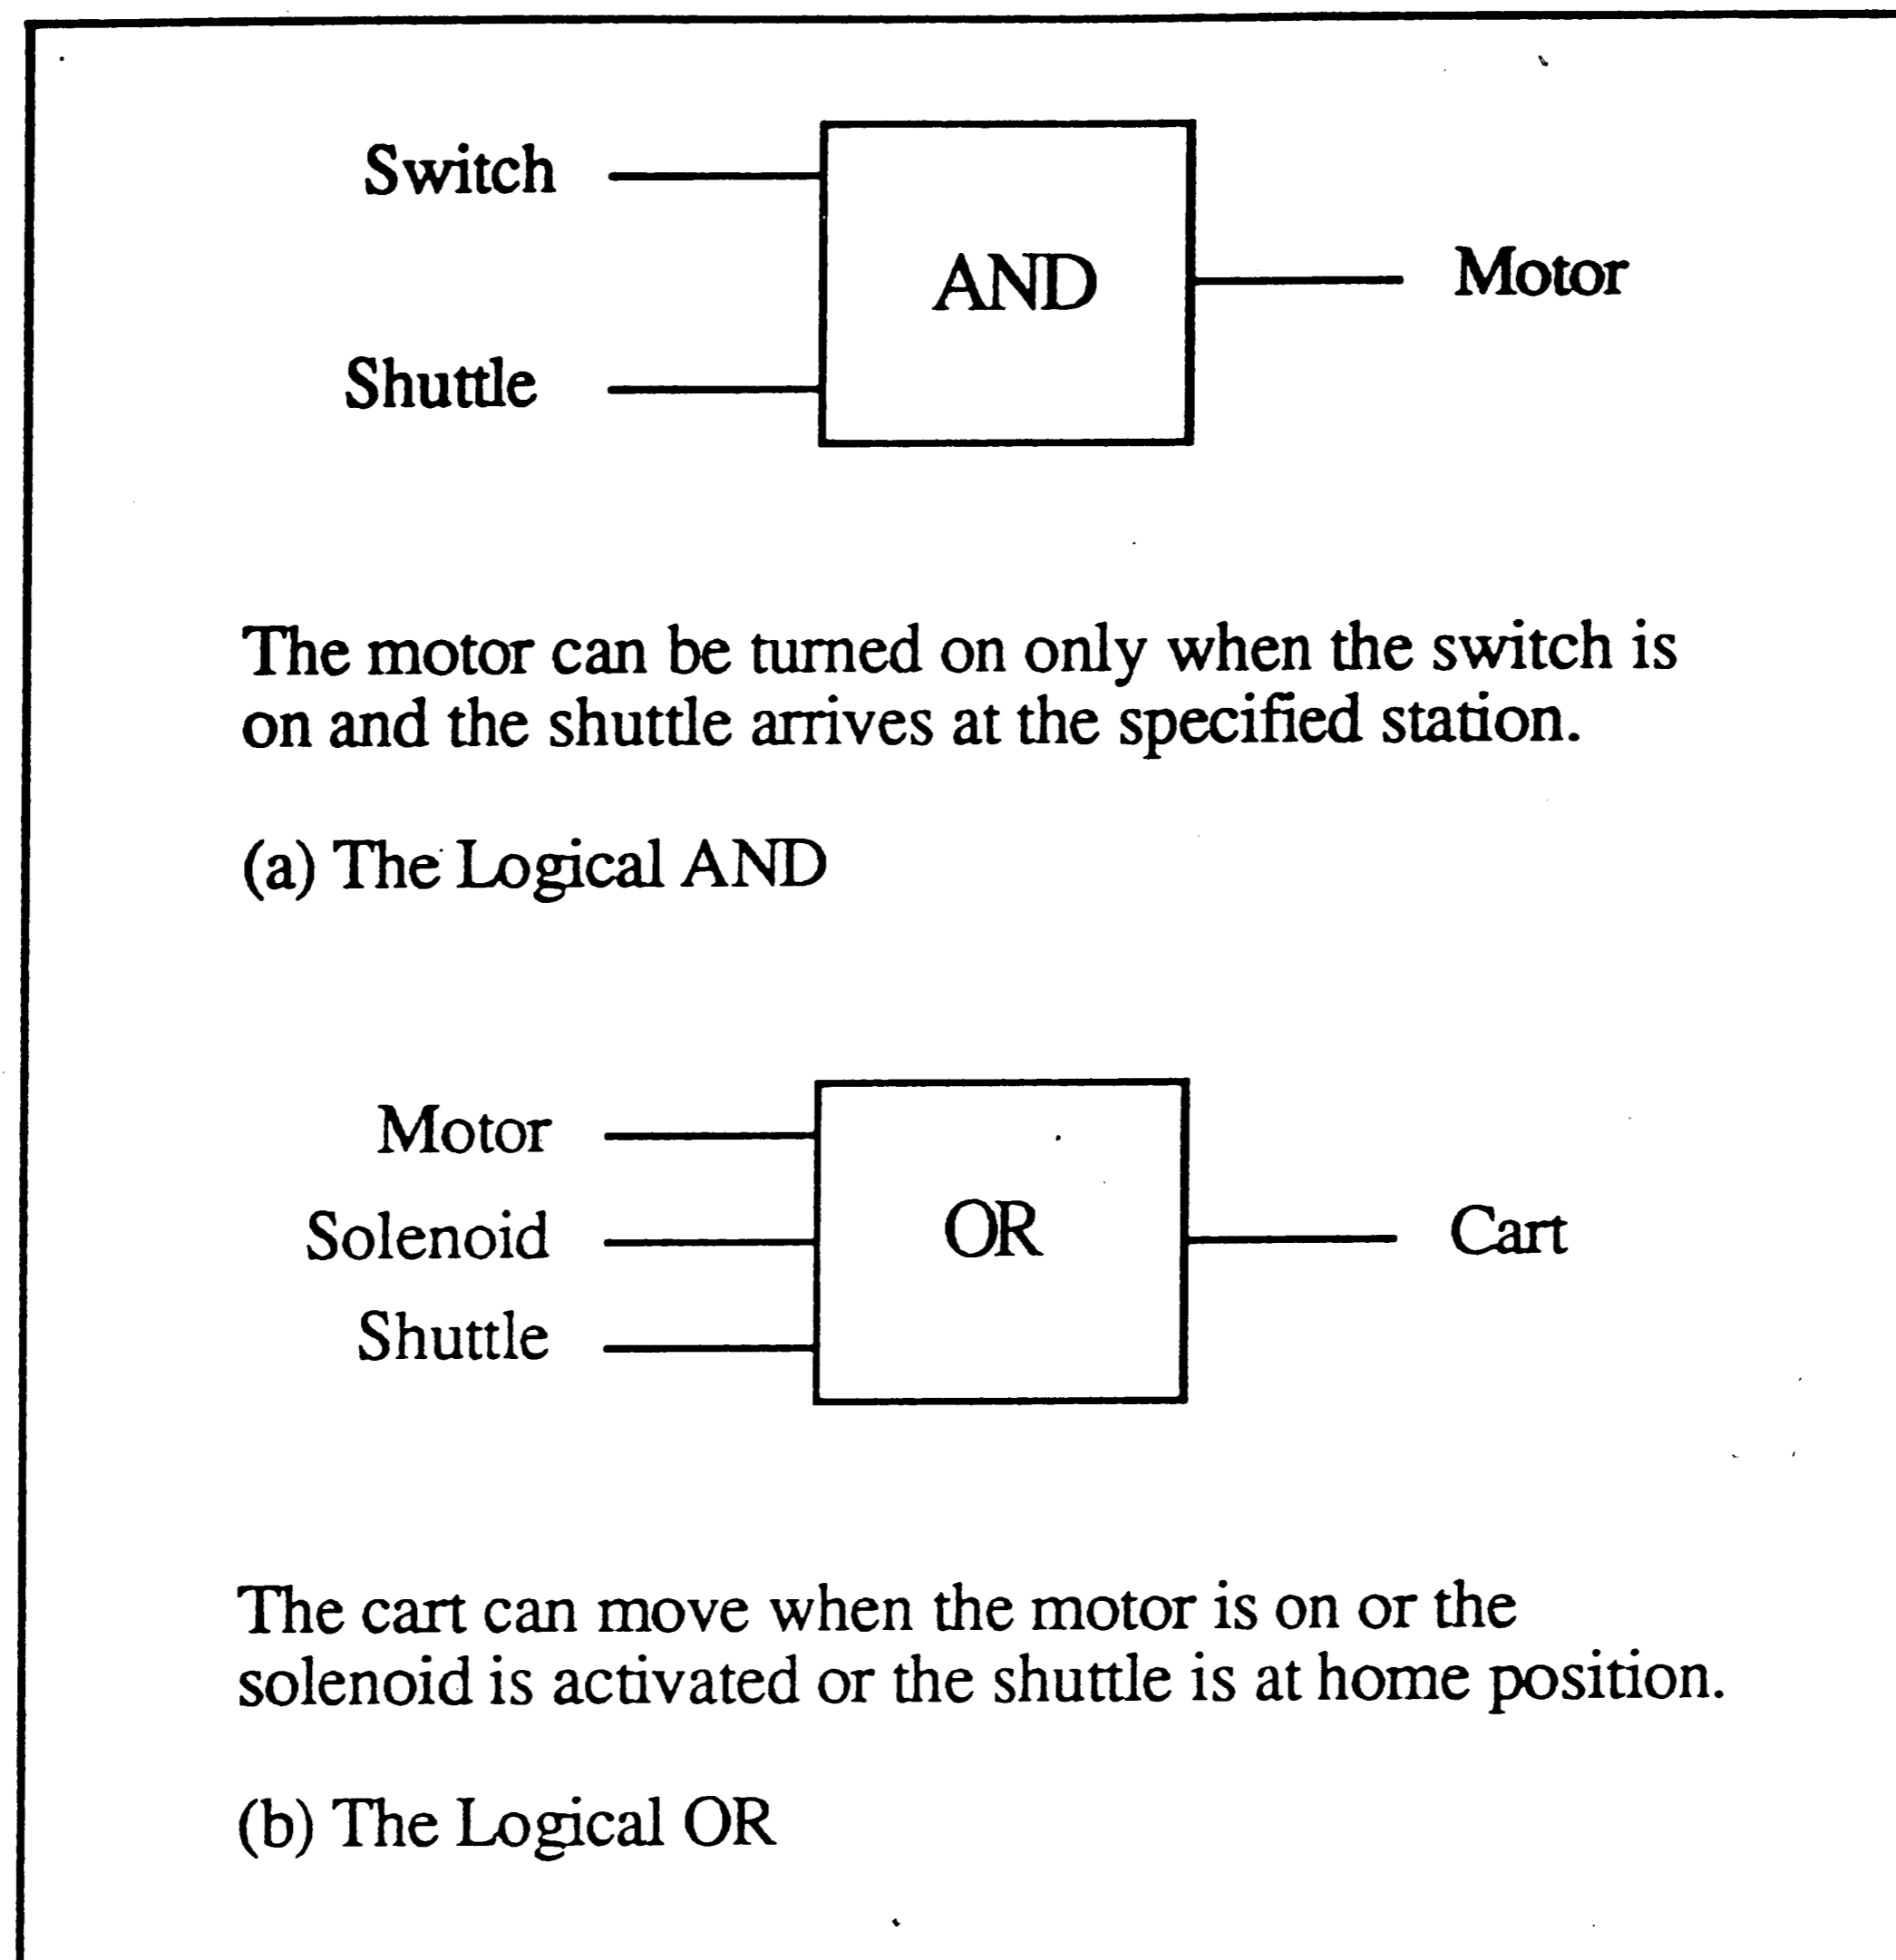 Switch
AND
Motor
Shuttle
The motor can be turned on only when the switch is
on and the shuttle arrives at the specified station.
(a) The Logical AND
Motor
Solenoid
OR
Cart
Shuttle
The cart can move when the motor is on or the
solenoid is activated or the shuttle is at home position.
(b) The Logical OR